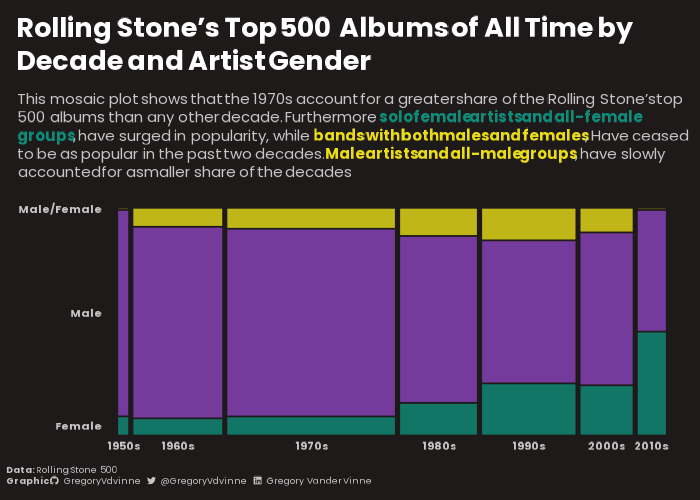 Rolling Stone’s Top 500 Albums of All Time by
Decade and Artist Gender
This mosaic plot shows that the 1970s account for a greater share of the Rolling Stone’s top
500 albums than any other decade. Furthermore solo female artists and all-female
groups, have surged in popularity, while bands with both males and females, Have ceased
to be as popular in the past two decades. Male artists and all-male groups, have slowly
accounted for a smaller share of the decades
Male/Female
Male
Female
1950s 1960s 1970s 1980s 1990s 2000s 2010s
Data: Rolling Stone 500
Graphic: GregoryVdvinne @GregoryVdvinne Gregory Vander Vinne